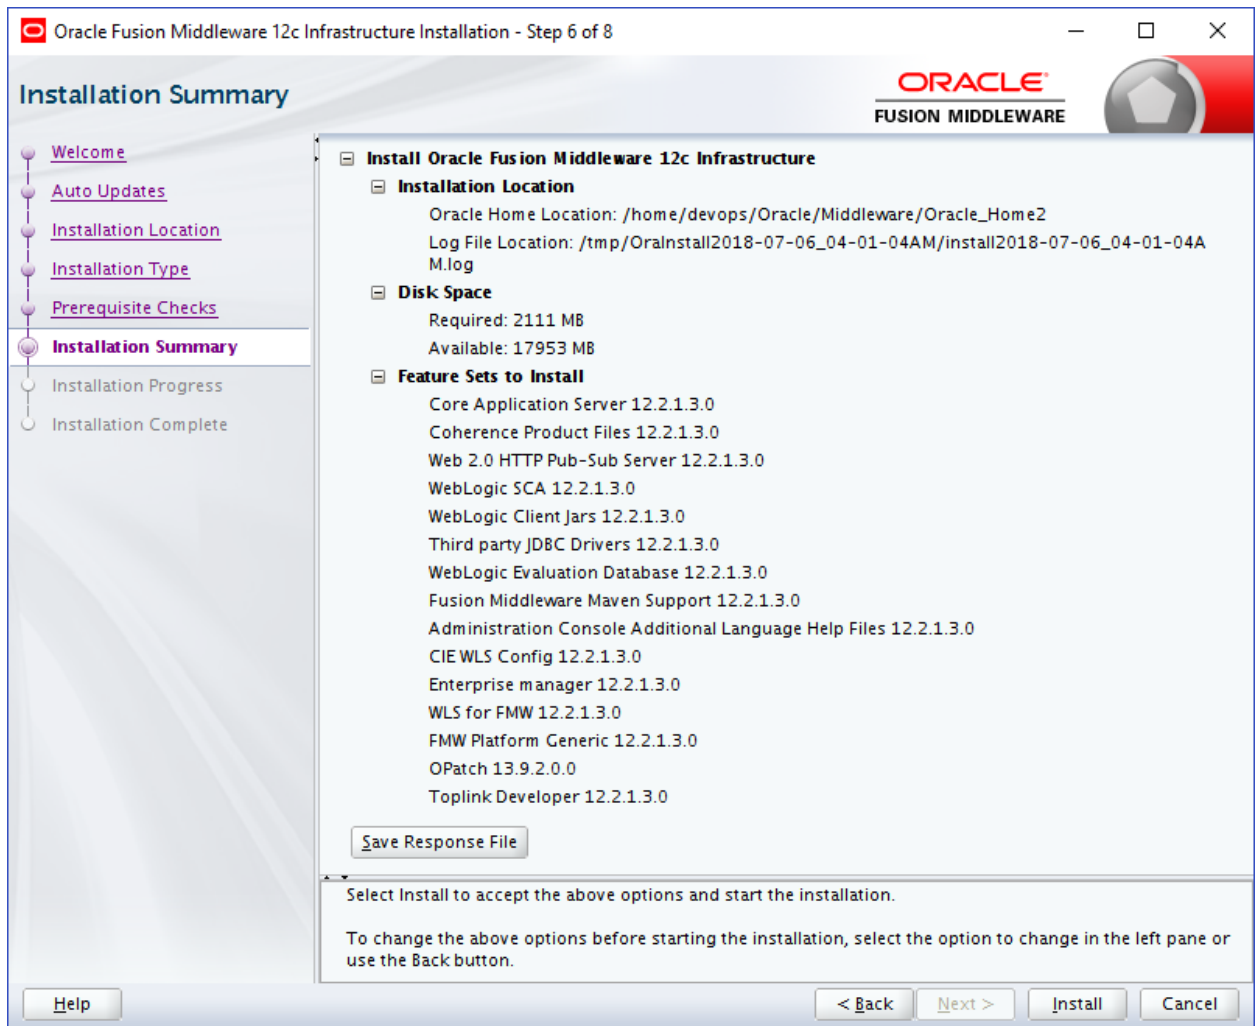 Oracle Fusion Middleware 12c Infrastructure Installation - Step 6 of 8
Installation Summary
ORACLE
FUSION MIDDLEWARE
Welcome
Auto Updates
Installation Location
Installation Type
Prerequisite Checks
Installation Summary
Installation Progress
Installation Complete
Install Oracle Fusion Middleware 12c Infrastructure
Installation Location
Oracle Home Location: /home/devops/Oracle/Middleware/Oracle_Home2
Log File Location: /tmp/OraInstall2018-07-06_04-01-04AM/install2018-07-06_04-01-04A
M.log
Disk Space
Required: 2111 MB
Available: 17953 MB
Feature Sets to Install
Core Application Server 12.2.1.3.0
Coherence Product Files 12.2.1.3.0
Web 2.0 HTTP Pub-Sub Server 12.2.1.3.0
WebLogic SCA 12.2.1.3.0
WebLogic Client Jars 12.2.1.3.0
Third party JDBC Drivers 12.2.1.3.0
WebLogic Evaluation Database 12.2.1.3.0
Fusion Middleware Maven Support 12.2.1.3.0
Administration Console Additional Language Help Files 12.2.1.3.0
CIE WLS Config 12.2.1.3.0
Enterprise manager 12.2.1.3.0
WLS for FMW 12.2.1.3.0
FMW Platform Generic 12.2.1.3.0
OPatch 13.9.2.0.0
Toplink Developer 12.2.1.3.0
Save Response File
Select Install to accept the above options and start the installation.
To change the above options before starting the installation, select the option to change in the left pane or
use the Back button.
Help
< Back
Next >
Install
Cancel